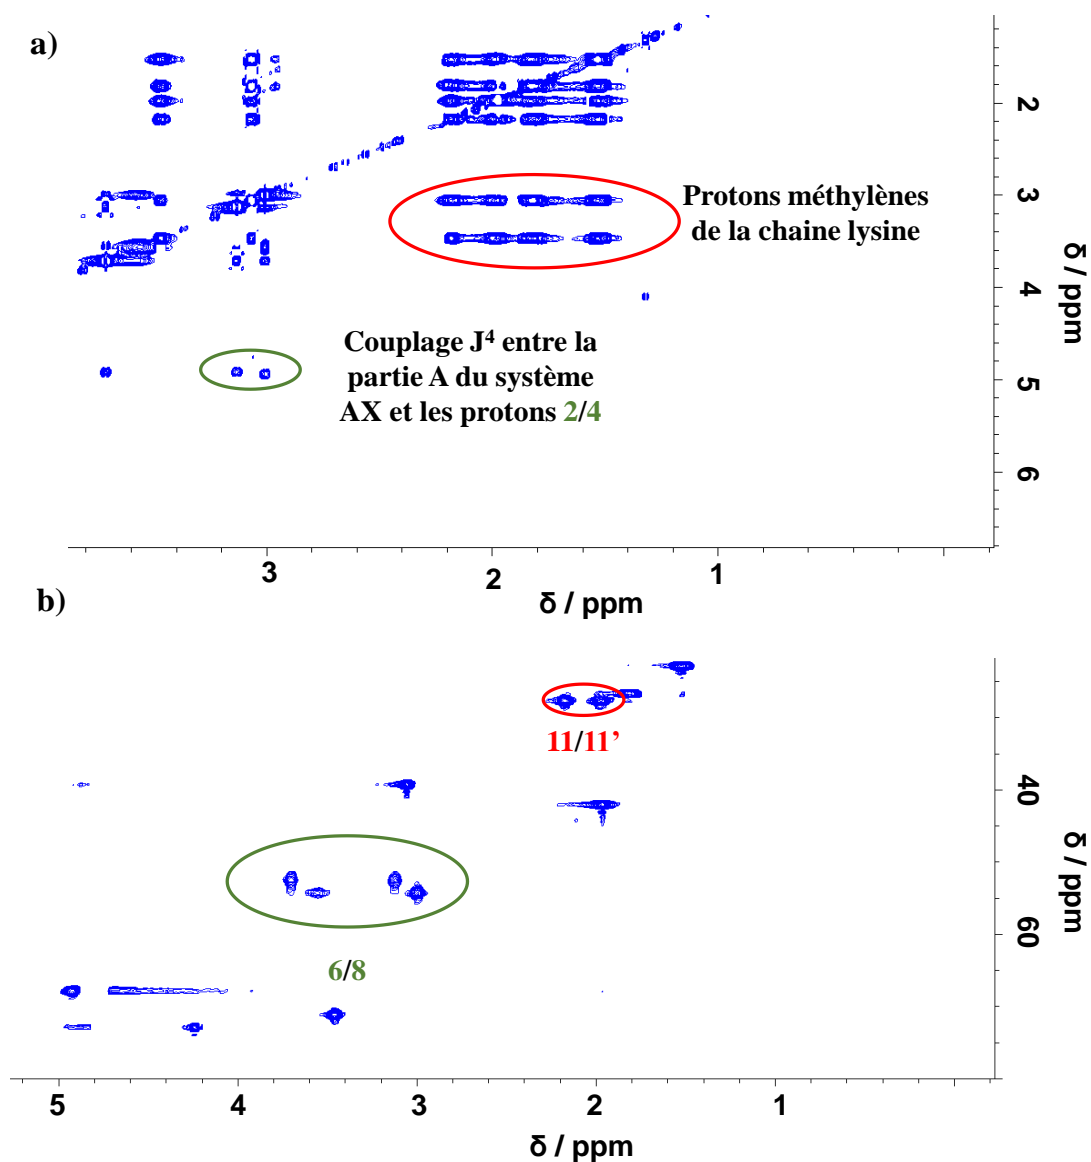 a)
2
3
4
5
6
δ / ppm
Protons méthylènes
de la chaine lysine
Couplage J⁴ entre la
partie A du système
AX et les protons 2/4
3
2
1
δ / ppm
b)
11/11’
6/8
40
60
δ / ppm
5
4
3
2
1
δ / ppm